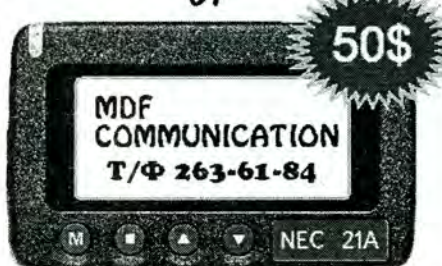 50$
MDF
COMMUNICATION
Т/Ф 263-61-84
M
NEC 21A